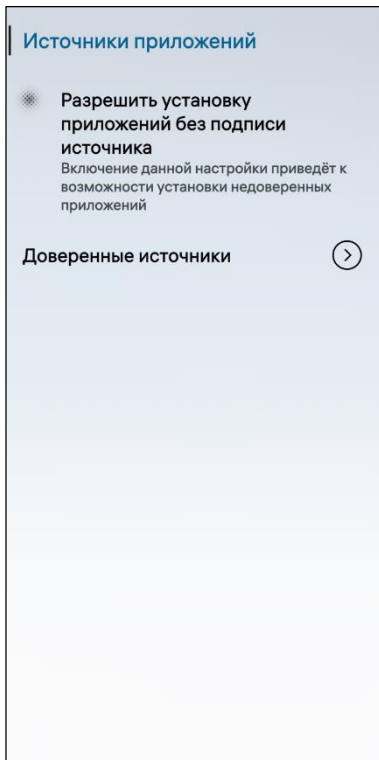 Источники приложений
Разрешить установку
приложений без подписи
источника
Включение данной настройки приведёт к
возможности установки недоверенных
приложений
Доверенные источники